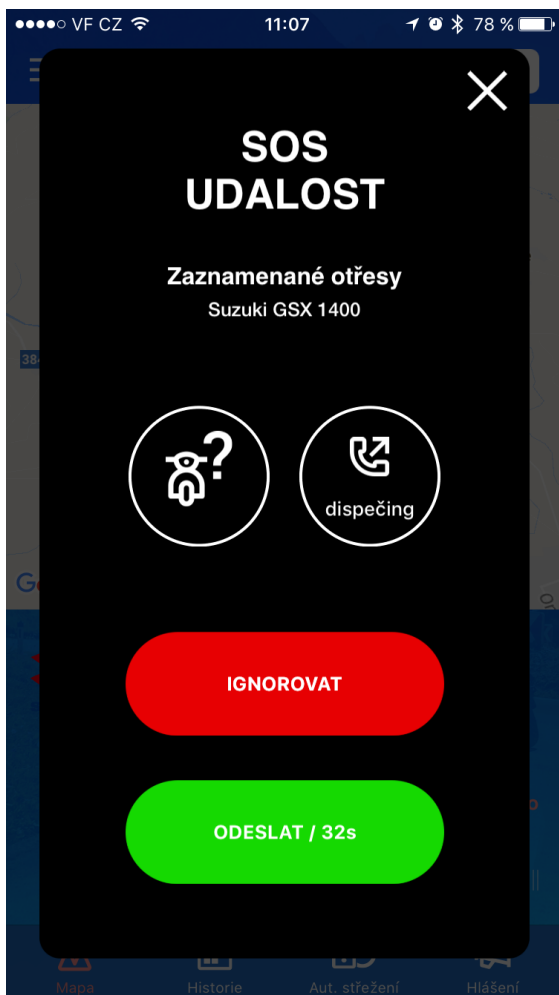 VF CZ 11:07 78 %
SOS
UDALOST
Zaznamenané otřesy
Suzuki GSX 1400
?
dispečing
IGNOROVAT
ODESLAT / 32s
Mapa Historie Aut. střežení Hlášení